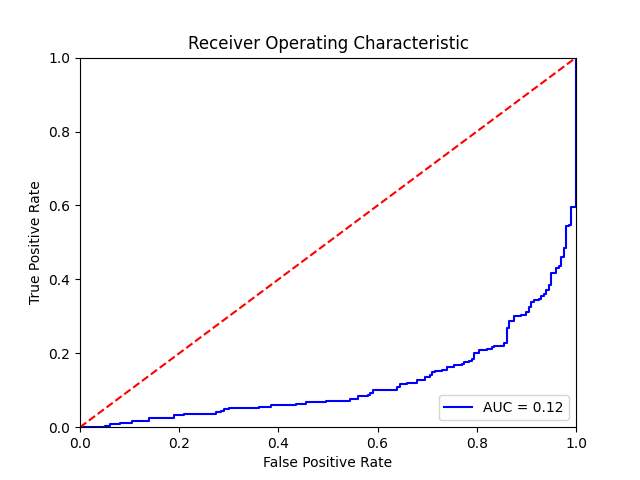 Receiver Operating Characteristic
1.0
0.8
0.6
0.4
0.2
0.0
True Positive Rate
AUC = 0.12
0.0 0.2 0.4 0.6 0.8 1.0
False Positive Rate